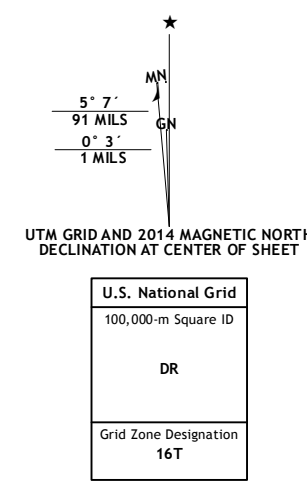 ★
MN
5° 7´
91 MILS
GN
0° 3´
1 MILS
UTM GRID AND 2014 MAGNETIC NORTH
DECLINATION AT CENTER OF SHEET
U.S. National Grid
100,000-m Square ID
DR
Grid Zone Designation
16T